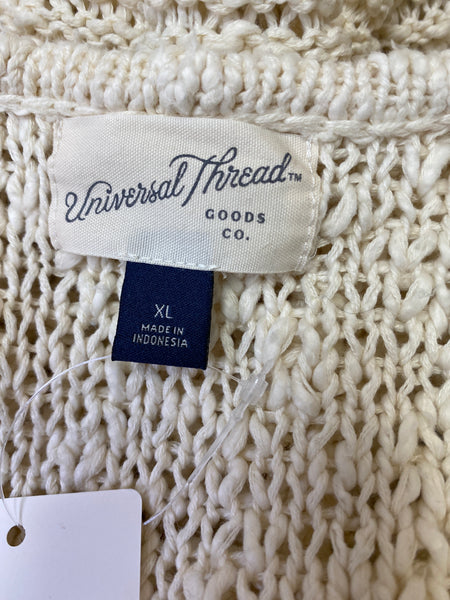 Universal Thread™
GOODS
CO.
XL
MADE IN
INDONESIA